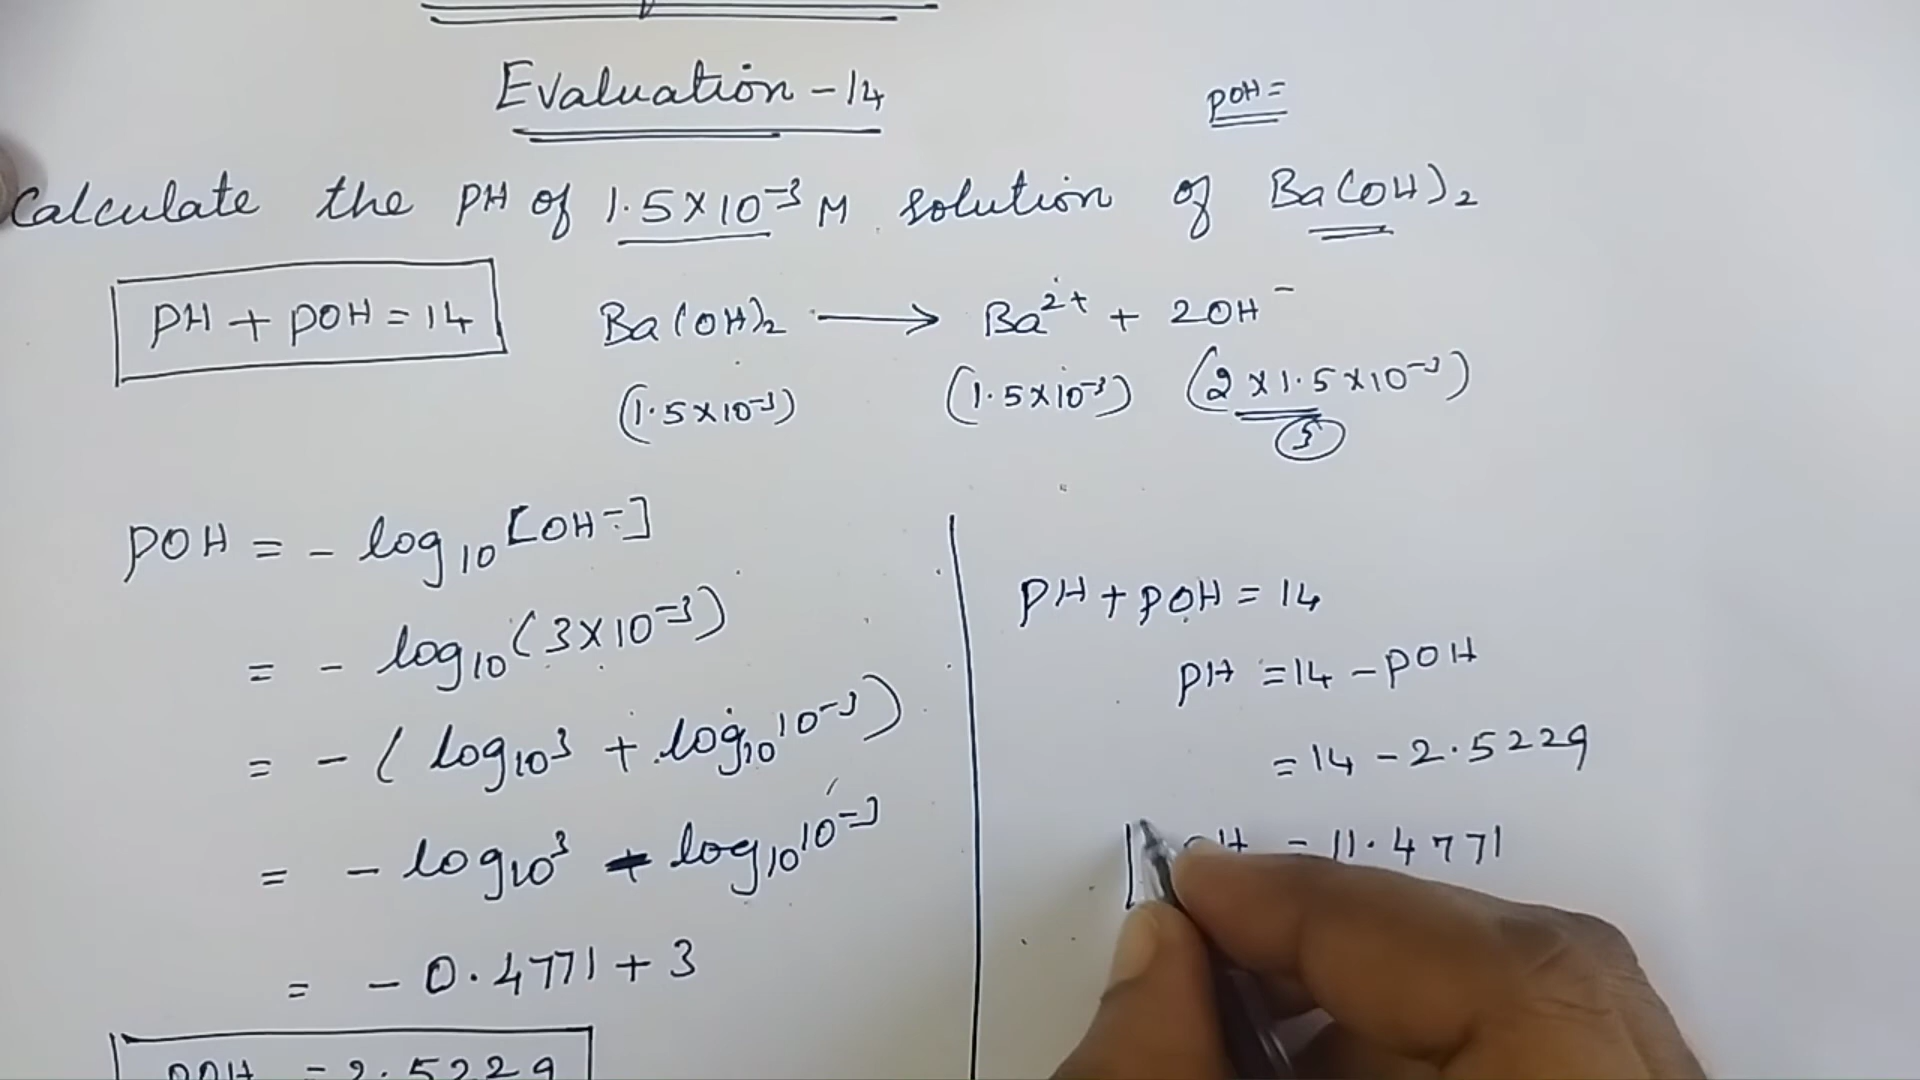 Evaluation - 14
POH =
Calculate the PH of 1.5×10⁻³ M solution of Ba(OH)₂
PH + POH = 14
Ba(OH)₂ ⟶ Ba²⁺ + 2OH⁻
(1.5×10⁻³) (1.5×10⁻³) (2×1.5×10⁻³)
3
POH = - log₁₀ [OH⁻]
= - log₁₀ (3×10⁻³)
= - ( log₁₀3 + log₁₀10⁻³ )
= - log₁₀3 - log₁₀10⁻³
= - 0.4771 + 3
POH = 2.5229
PH + POH = 14
PH = 14 - POH
= 14 - 2.5229
PH = 11.4771